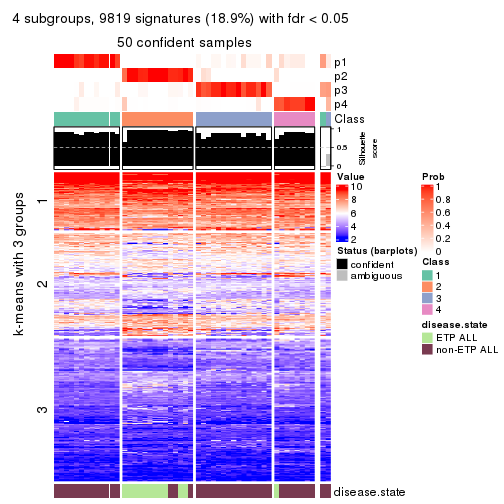 4 subgroups, 9819 signatures (18.9%) with fdr < 0.05
50 confident samples
p1
p2
p3
p4
Class
1
0.5
0
Silhouette
score
k-means with 3 groups
1
2
3
disease.state
Value
10
8
6
4
2
Status (barplots)
confident
ambiguous
Prob
1
0.8
0.6
0.4
0.2
0
Class
1
2
3
4
disease.state
ETP ALL
non-ETP ALL